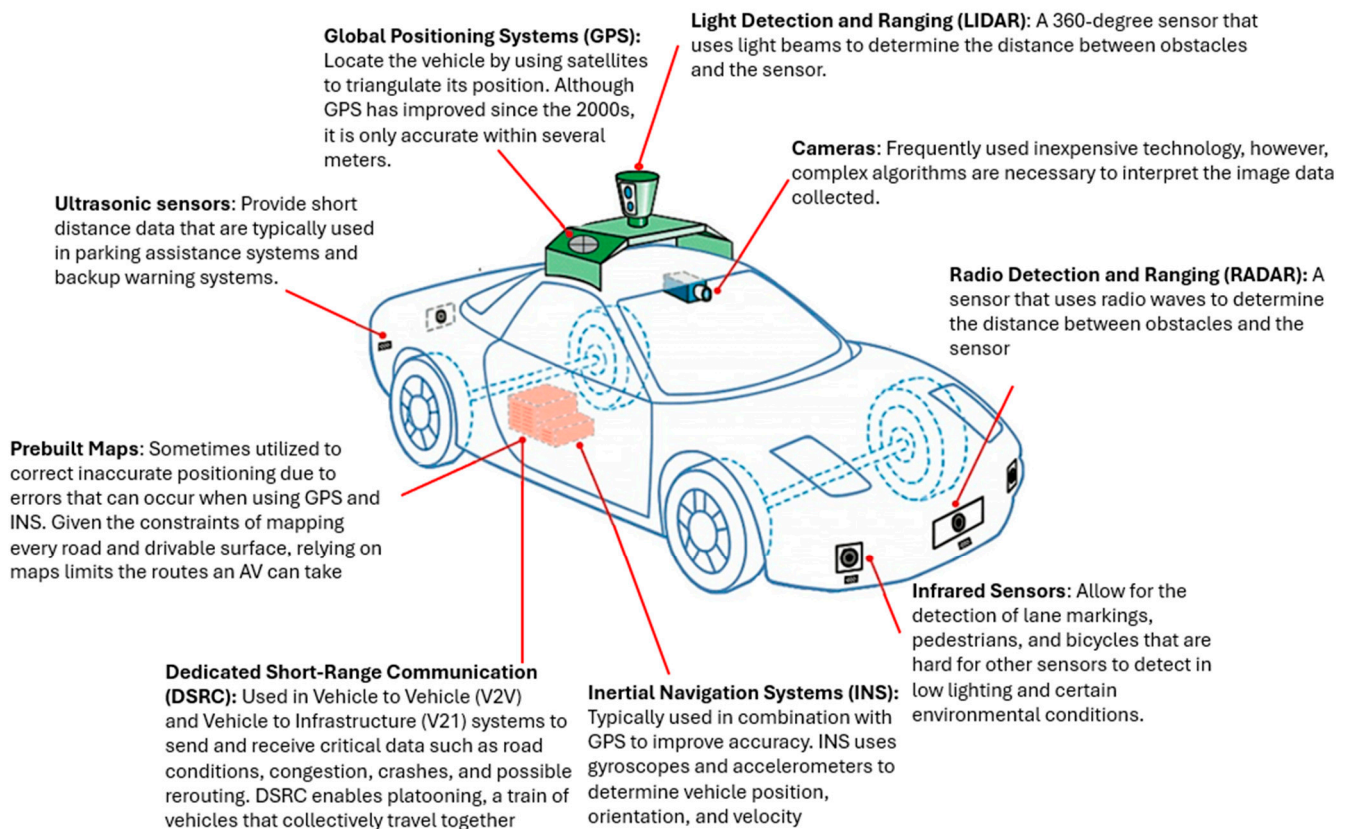 Global Positioning Systems (GPS):
Locate the vehicle by using satellites
to triangulate its position. Although
GPS has improved since the 2000s,
it is only accurate within several
meters.
Light Detection and Ranging (LIDAR): A 360-degree sensor that
uses light beams to determine the distance between obstacles
and the sensor.
Cameras: Frequently used inexpensive technology, however,
complex algorithms are necessary to interpret the image data
collected.
Ultrasonic sensors: Provide short
distance data that are typically used
in parking assistance systems and
backup warning systems.
Radio Detection and Ranging (RADAR): A
sensor that uses radio waves to determine
the distance between obstacles and the
sensor
Prebuilt Maps: Sometimes utilized to
correct inaccurate positioning due to
errors that can occur when using GPS and
INS. Given the constraints of mapping
every road and drivable surface, relying on
maps limits the routes an AV can take
Infrared Sensors: Allow for the
detection of lane markings,
pedestrians, and bicycles that are
hard for other sensors to detect in
low lighting and certain
environmental conditions.
Dedicated Short-Range Communication
(DSRC): Used in Vehicle to Vehicle (V2V)
and Vehicle to Infrastructure (V21) systems to
send and receive critical data such as road
conditions, congestion, crashes, and possible
rerouting. DSRC enables platooning, a train of
vehicles that collectively travel together
Inertial Navigation Systems (INS):
Typically used in combination with
GPS to improve accuracy. INS uses
gyroscopes and accelerometers to
determine vehicle position,
orientation, and velocity